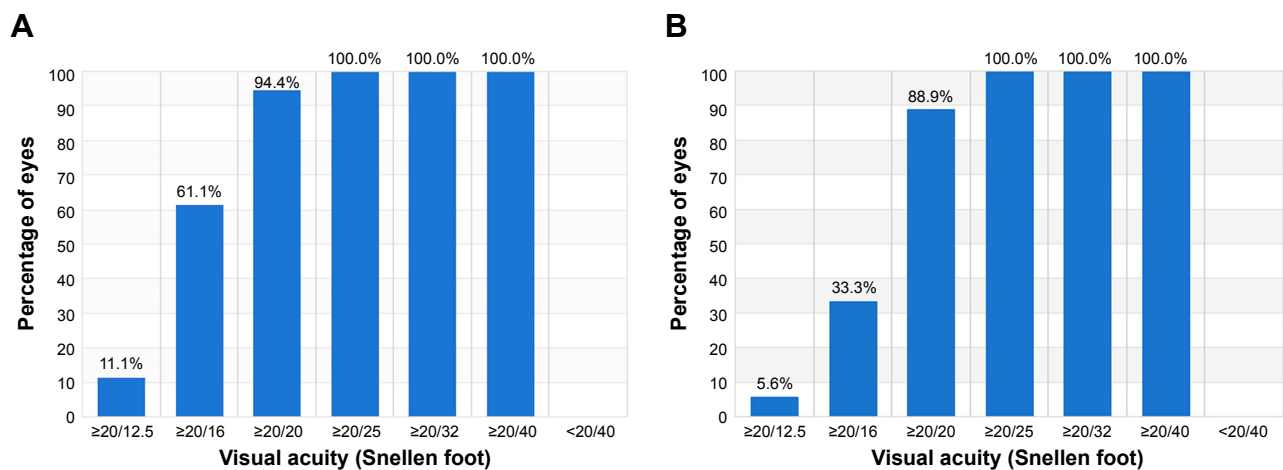 A
Percentage of eyes
100
90
80
70
60
50
40
30
20
10
0
11.1%
61.1%
94.4%
100.0% 100.0% 100.0%
≥20/12.5 ≥20/16 ≥20/20 ≥20/25 ≥20/32 ≥20/40 <20/40
Visual acuity (Snellen foot)
B
Percentage of eyes
100
90
80
70
60
50
40
30
20
10
0
5.6%
33.3%
88.9%
100.0% 100.0% 100.0%
≥20/12.5 ≥20/16 ≥20/20 ≥20/25 ≥20/32 ≥20/40 <20/40
Visual acuity (Snellen foot)